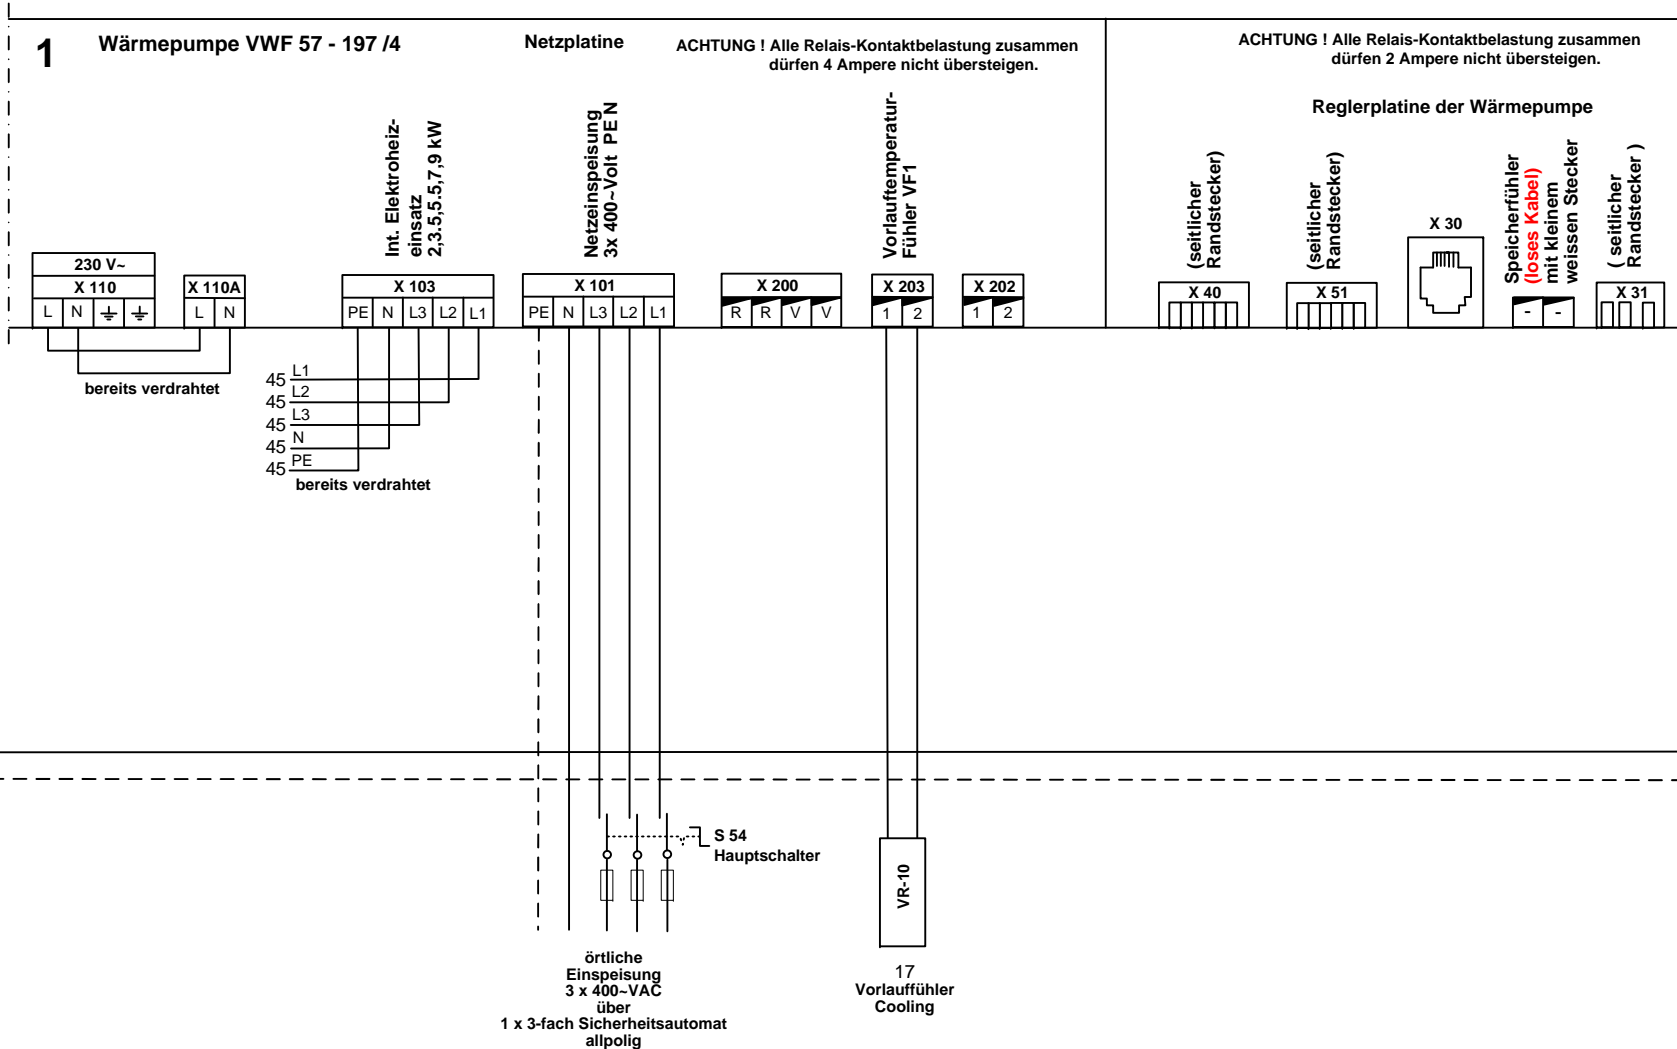 1
Wärmepumpe VWF 57 - 197 /4
Netzplatine
ACHTUNG ! Alle Relais-Kontaktbelastung zusammen
dürfen 4 Ampere nicht übersteigen.
ACHTUNG ! Alle Relais-Kontaktbelastung zusammen
dürfen 2 Ampere nicht übersteigen.
Reglerplatine der Wärmepumpe
Int. Elektroheiz-
einsatz
2,3.5,5.5,7,9 kW
Netzeinspeisung
3x 400~Volt PE N
Vorlauftemperatur-
Fühler VF1
(seitlicher
Randstecker)
(seitlicher
Randstecker)
X 30
Speicherfühler
(loses Kabel)
mit kleinem
weissen Stecker
( seitlicher
Randstecker )
230 V~
X 110
L N
X 110A
L N
X 103
PE N L3 L2 L1
X 101
PE N L3 L2 L1
X 200
R R V V
X 203
1 2
X 202
1 2
X 40
X 51
- -
X 31
bereits verdrahtet
45 L1
45 L2
45 L3
45 N
45 PE
bereits verdrahtet
S 54
Hauptschalter
VR-10
örtliche
Einspeisung
3 x 400~VAC
über
1 x 3-fach Sicherheitsautomat
allpolig
17
Vorlauffühler
Cooling